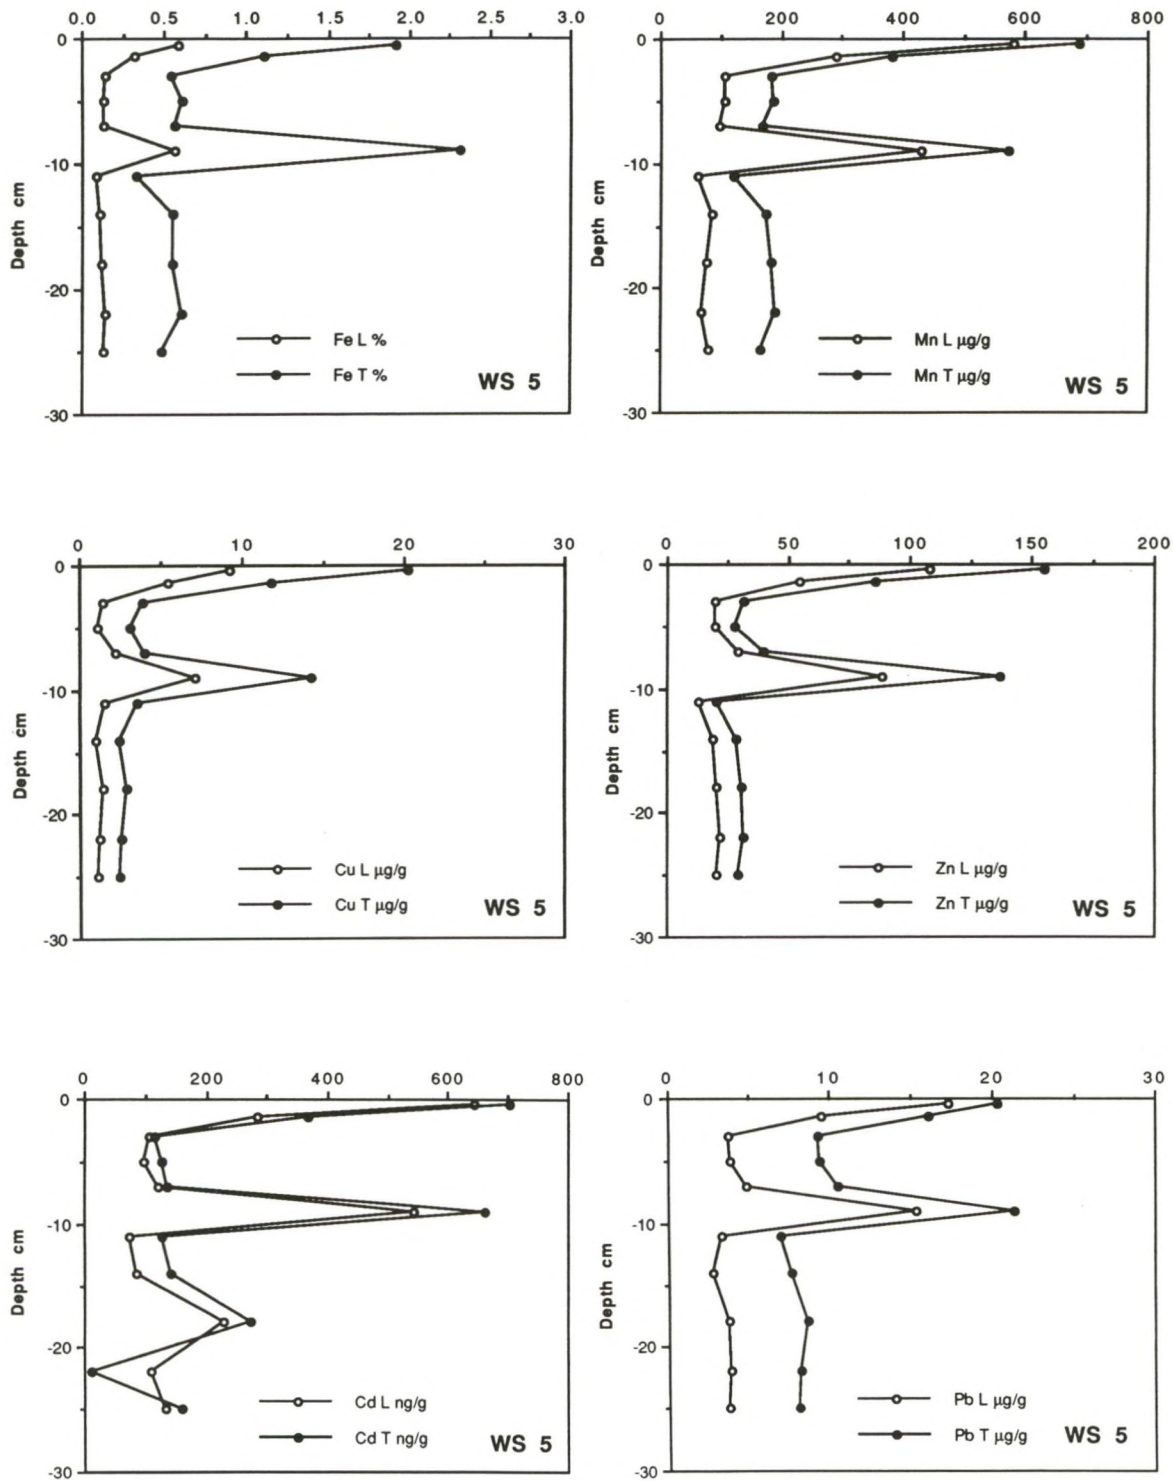 0.0 0.5 1.0 1.5 2.0 2.5 3.0
0
-10
-20
-30
Depth cm
Fe L %
Fe T %
WS 5
0 200 400 600 800
0
-10
-20
-30
Depth cm
Mn L µg/g
Mn T µg/g
WS 5
0 10 20 30
0
-10
-20
-30
Depth cm
Cu L µg/g
Cu T µg/g
WS 5
0 50 100 150 200
0
-10
-20
-30
Depth cm
Zn L µg/g
Zn T µg/g
WS 5
0 200 400 600 800
0
-10
-20
-30
Depth cm
Cd L ng/g
Cd T ng/g
WS 5
0 10 20 30
0
-10
-20
-30
Depth cm
Pb L µg/g
Pb T µg/g
WS 5